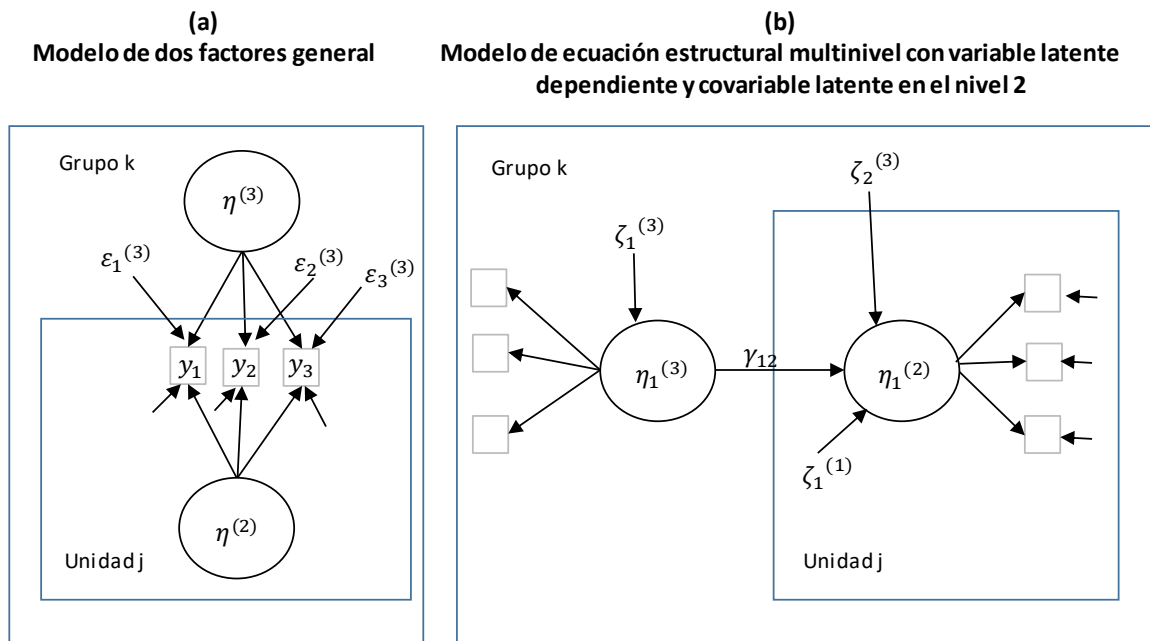 (a)
Modelo de dos factores general
Grupo k
η⁽³⁾
ε₁⁽³⁾
ε₂⁽³⁾
ε₃⁽³⁾
y₁ y₂ y₃
η⁽²⁾
Unidad j
(b)
Modelo de ecuación estructural multinivel con variable latente
dependiente y covariable latente en el nivel 2
Grupo k
ζ₂⁽³⁾
ζ₁⁽³⁾
η₁⁽³⁾
γ₁₂
η₁⁽²⁾
ζ₁⁽¹⁾
Unidad j